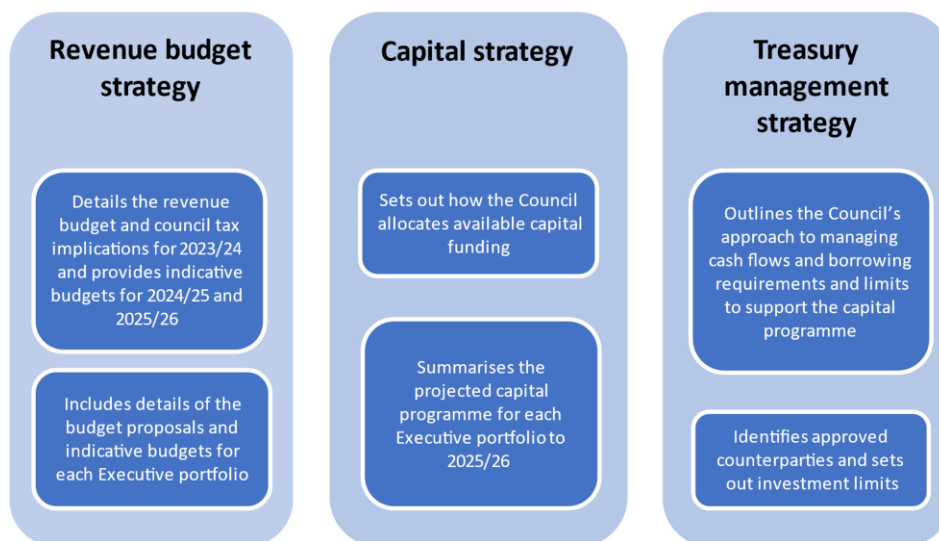 Revenue budget
strategy
Details the revenue
budget and council tax
implications for 2023/24
and provides indicative
budgets for 2024/25 and
2025/26
Includes details of the
budget proposals and
indicative budgets for
each Executive portfolio
Capital strategy
Sets out how the Council
allocates available capital
funding
Summarises the
projected capital
programme for each
Executive portfolio to
2025/26
Treasury
management
strategy
Outlines the Council’s
approach to managing
cash flows and borrowing
requirements and limits
to support the capital
programme
Identifies approved
counterparties and sets
out investment limits